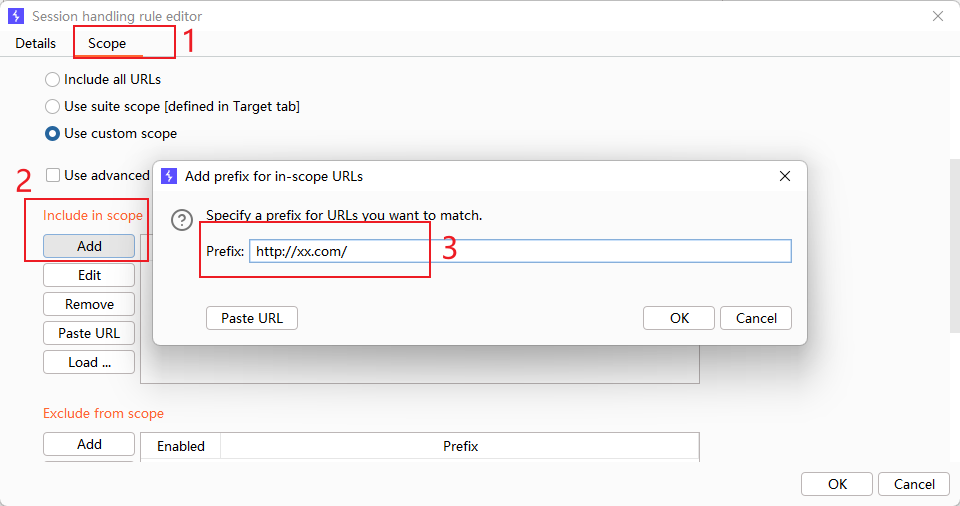 Session handling rule editor
Details
Scope
1
Include all URLs
Use suite scope [defined in Target tab]
Use custom scope
2
Use advanced
Add prefix for in-scope URLs
Specify a prefix for URLs you want to match.
Prefix: http://xx.com/
3
Paste URL
OK
Cancel
Include in scope
Add
Edit
Remove
Paste URL
Load ...
Exclude from scope
Add
Enabled
Prefix
OK
Cancel